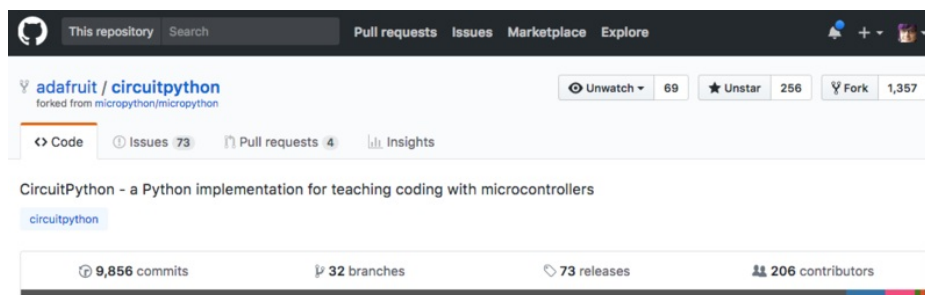 This repository Search Pull requests Issues Marketplace Explore
adafruit / circuitpython Unwatch 69 Unstar 256 Fork 1,357
forked from micropython/micropython
Code Issues 73 Pull requests 4 Insights
CircuitPython - a Python implementation for teaching coding with microcontrollers
circuitpython
9,856 commits 32 branches 73 releases 206 contributors